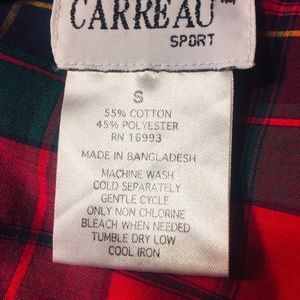 CARREAU
SPORT
S
55% COTTON
45% POLYESTER
RN 16993
MADE IN BANGLADESH
MACHINE WASH
COLD SEPARATELY
GENTLE CYCLE
ONLY NON CHLORINE
BLEACH WHEN NEEDED
TUMBLE DRY LOW
COOL IRON